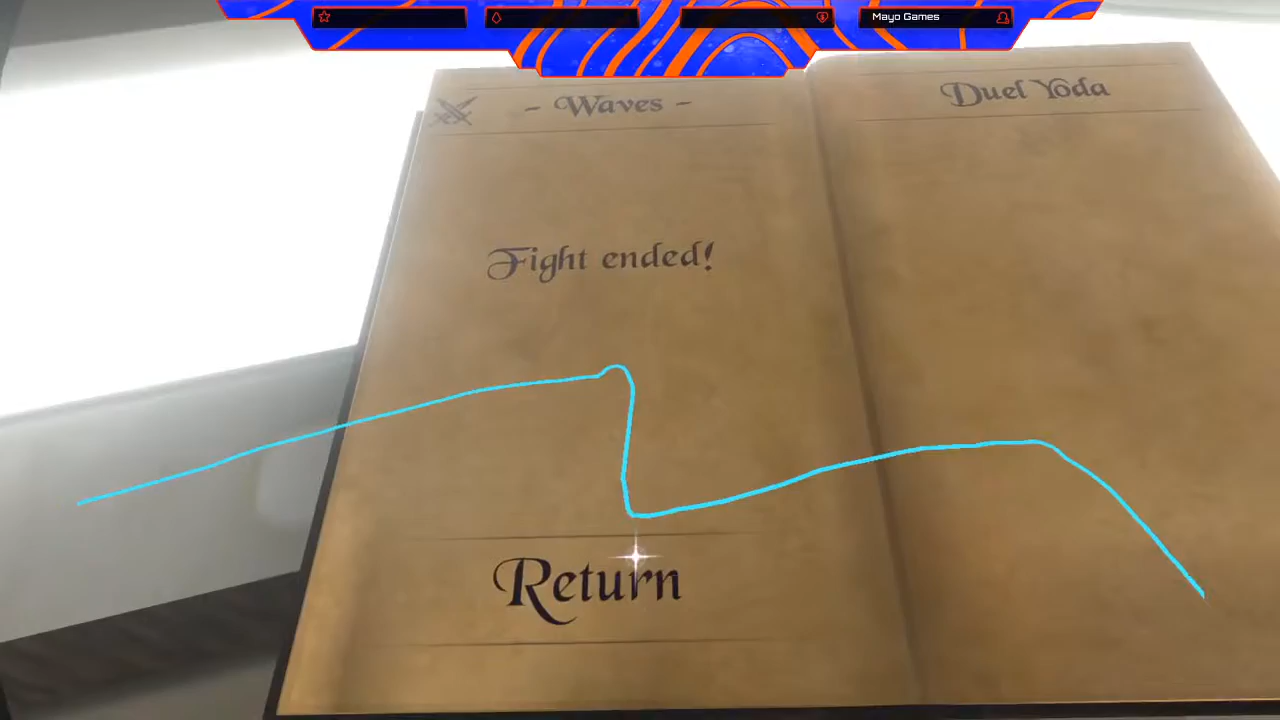 Mayo Games
- Waves -
Duel Yoda
Fight ended!
Return